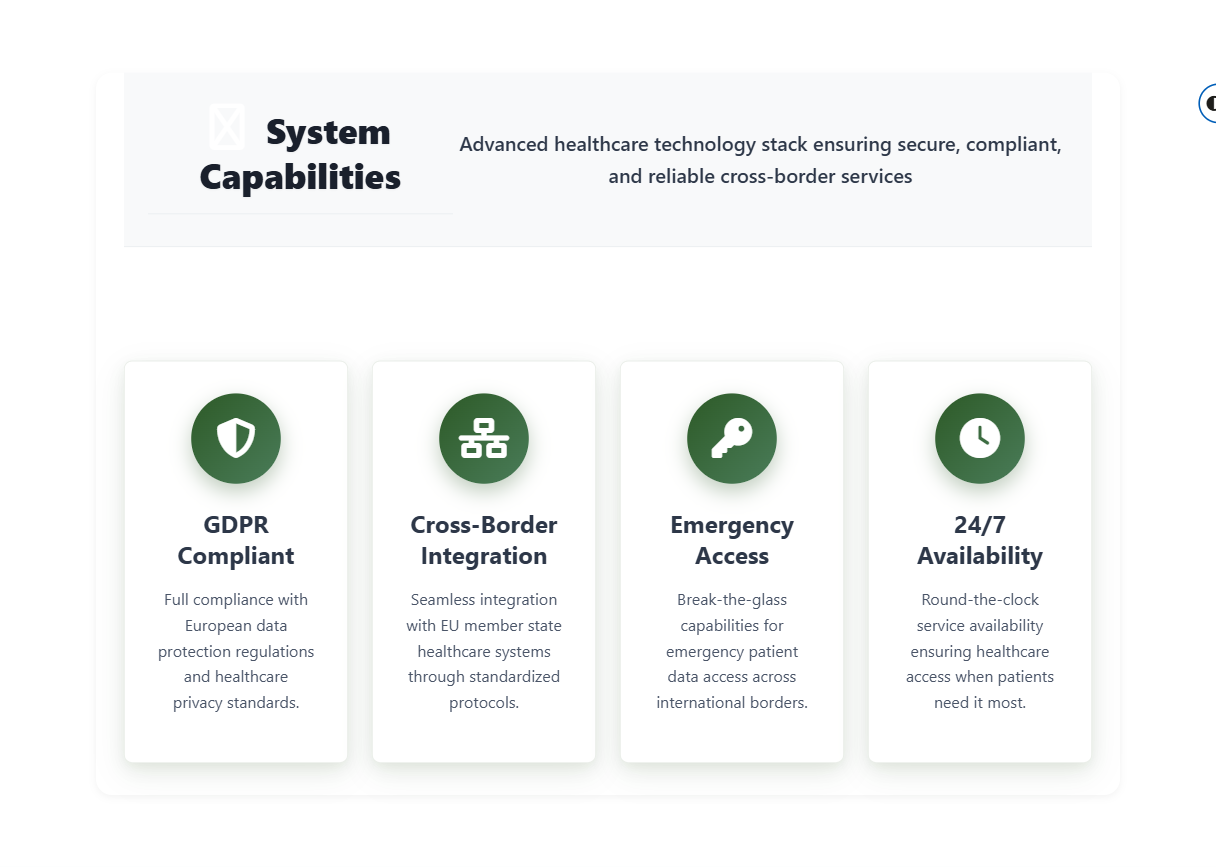 System
Capabilities
Advanced healthcare technology stack ensuring secure, compliant,
and reliable cross-border services
GDPR
Compliant
Full compliance with
European data
protection regulations
and healthcare
privacy standards.
Cross-Border
Integration
Seamless integration
with EU member state
healthcare systems
through standardized
protocols.
Emergency
Access
Break-the-glass
capabilities for
emergency patient
data access across
international borders.
24/7
Availability
Round-the-clock
service availability
ensuring healthcare
access when patients
need it most.